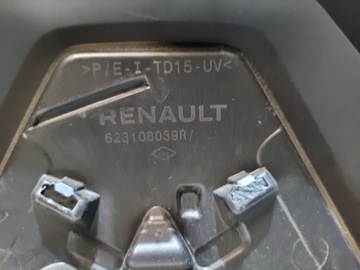 >P/E-I-TD15-UV<
RENAULT
623108039R/